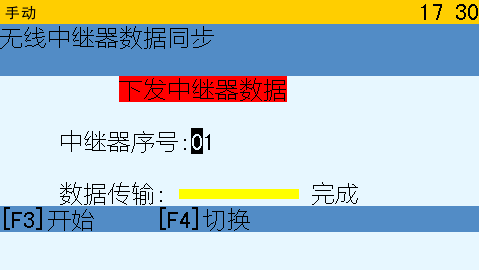 手动 17 30
无线中继器数据同步
下发中继器数据
中继器序号:01
数据传输: 完成
[F3]开始 [F4]切换